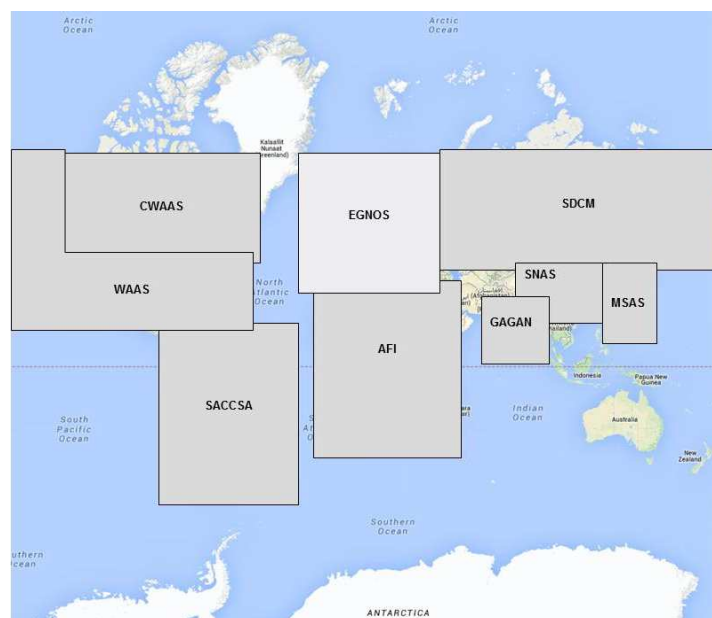 Arctic
Ocean
Arctic
Ocean
Kalaallit
Nunaat
CWAAS
EGNOS
SDCM
WAAS
North
Atlantic
Ocean
SNAS
MSAS
GAGAN
AFI
Indonesia
Papua New
Guinea
SACCSA
South
Pacific
Ocean
Indian
Ocean
Australia
New
Zealand
Southern
Ocean
Ocean
ANTARCTICA